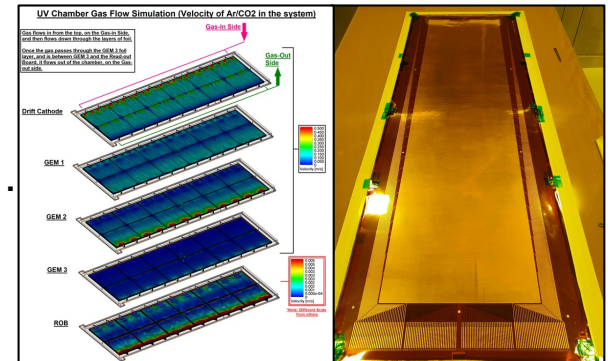 UV Chamber Gas Flow Simulation (Velocity of Ar/CO2 in the system)
Gas-In Side
Gas flows in from the top, on the Gas-In Side,
and then flows down through the layers of foil.
Once the gas passes through the GEM 3 foil
layer, and is between GEM 3 and the Read-out
Board, it flows out of the chamber, on the Gas-
out side.
Gas-Out
Side
Drift Cathode
GEM 1
GEM 2
GEM 3
ROB
Velocity [m/s]
Velocity [m/s]
*Note: Different Scale
from others